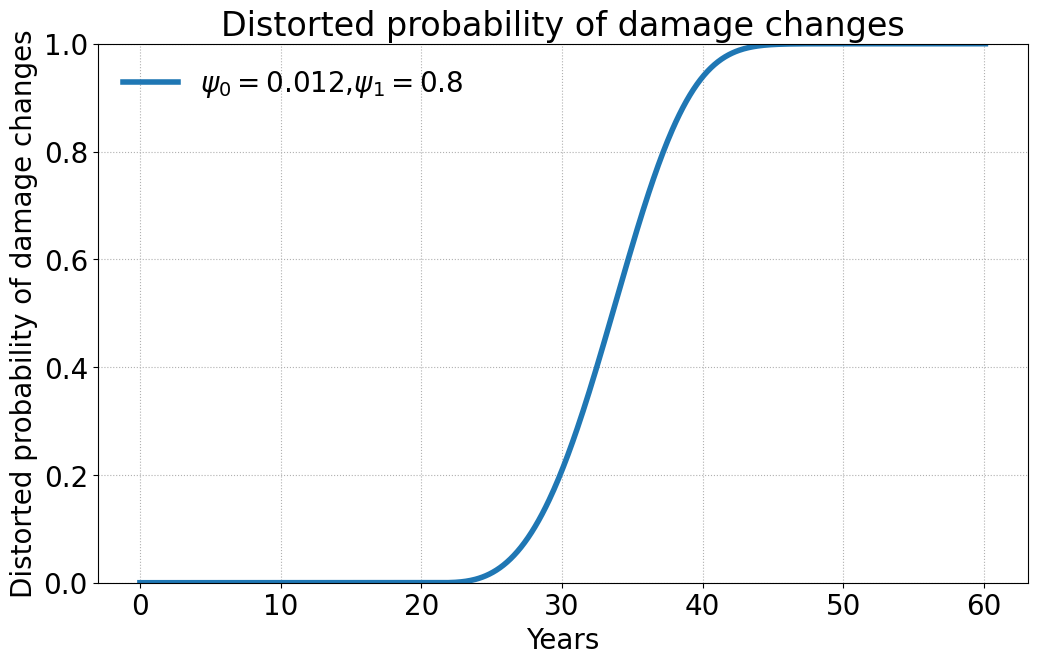 Distorted probability of damage changes
Distorted probability of damage changes
1.0
0.8
0.6
0.4
0.2
0.0
ψ₀ = 0.012,ψ₁ = 0.8
0 10 20 30 40 50 60
Years